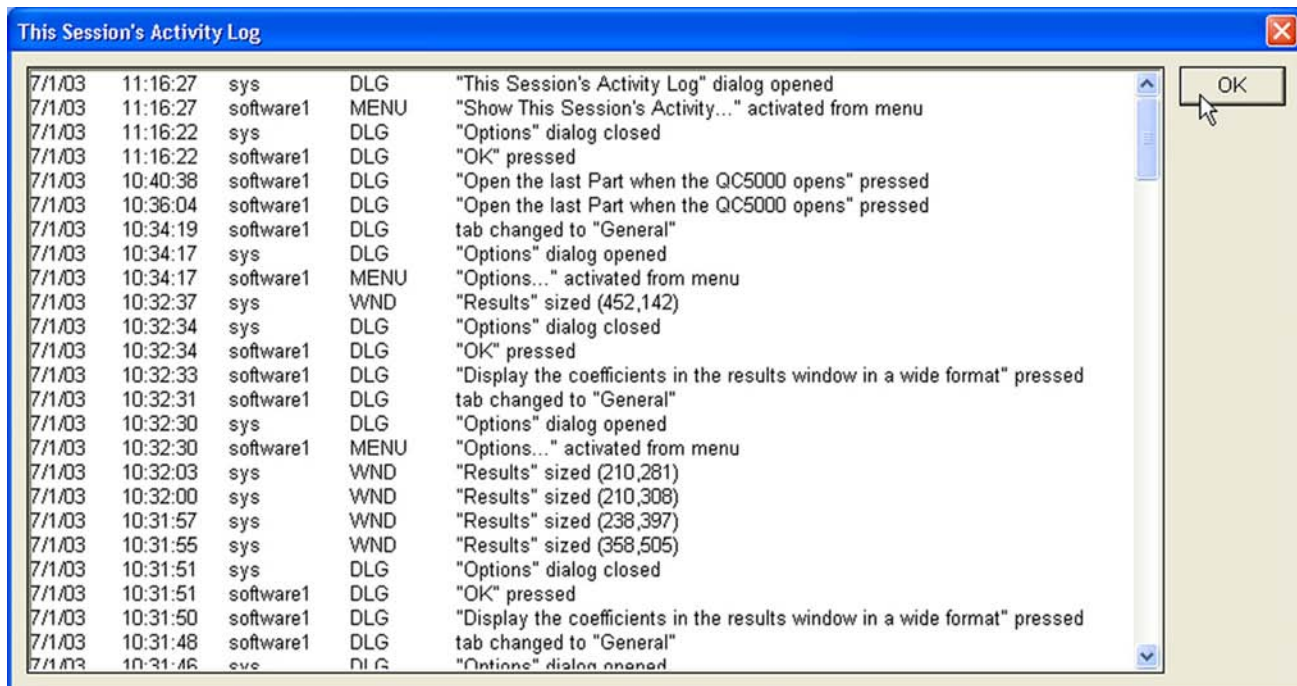 This Session's Activity Log
7/1/03 11:16:27 sys DLG "This Session's Activity Log" dialog opened
OK
7/1/03 11:16:27 software1 MENU "Show This Session's Activity..." activated from menu
7/1/03 11:16:22 sys DLG "Options" dialog closed
7/1/03 11:16:22 software1 DLG "OK" pressed
7/1/03 10:40:38 software1 DLG "Open the last Part when the QC5000 opens" pressed
7/1/03 10:36:04 software1 DLG "Open the last Part when the QC5000 opens" pressed
7/1/03 10:34:19 software1 DLG tab changed to "General"
7/1/03 10:34:17 sys DLG "Options" dialog opened
7/1/03 10:34:17 software1 MENU "Options..." activated from menu
7/1/03 10:32:37 sys WND "Results" sized (452,142)
7/1/03 10:32:34 sys DLG "Options" dialog closed
7/1/03 10:32:34 software1 DLG "OK" pressed
7/1/03 10:32:33 software1 DLG "Display the coefficients in the results window in a wide format" pressed
7/1/03 10:32:31 software1 DLG tab changed to "General"
7/1/03 10:32:30 sys DLG "Options" dialog opened
7/1/03 10:32:30 software1 MENU "Options..." activated from menu
7/1/03 10:32:03 sys WND "Results" sized (210,281)
7/1/03 10:32:00 sys WND "Results" sized (210,308)
7/1/03 10:31:57 sys WND "Results" sized (238,397)
7/1/03 10:31:55 sys WND "Results" sized (358,505)
7/1/03 10:31:51 sys DLG "Options" dialog closed
7/1/03 10:31:51 software1 DLG "OK" pressed
7/1/03 10:31:50 software1 DLG "Display the coefficients in the results window in a wide format" pressed
7/1/03 10:31:48 software1 DLG tab changed to "General"
7/1/03 10:31:46 sys DLG "Options" dialog opened